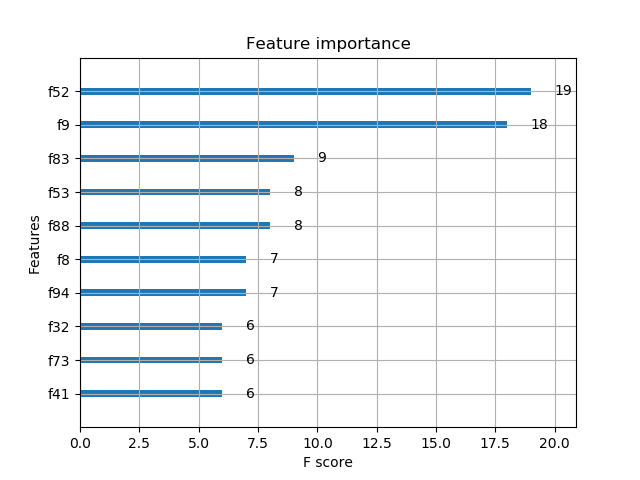 Feature importance
f52 19
f9 18
f83 9
f53 8
f88 8
f8 7
f94 7
f32 6
f73 6
f41 6
Features
0.0 2.5 5.0 7.5 10.0 12.5 15.0 17.5 20.0
F score